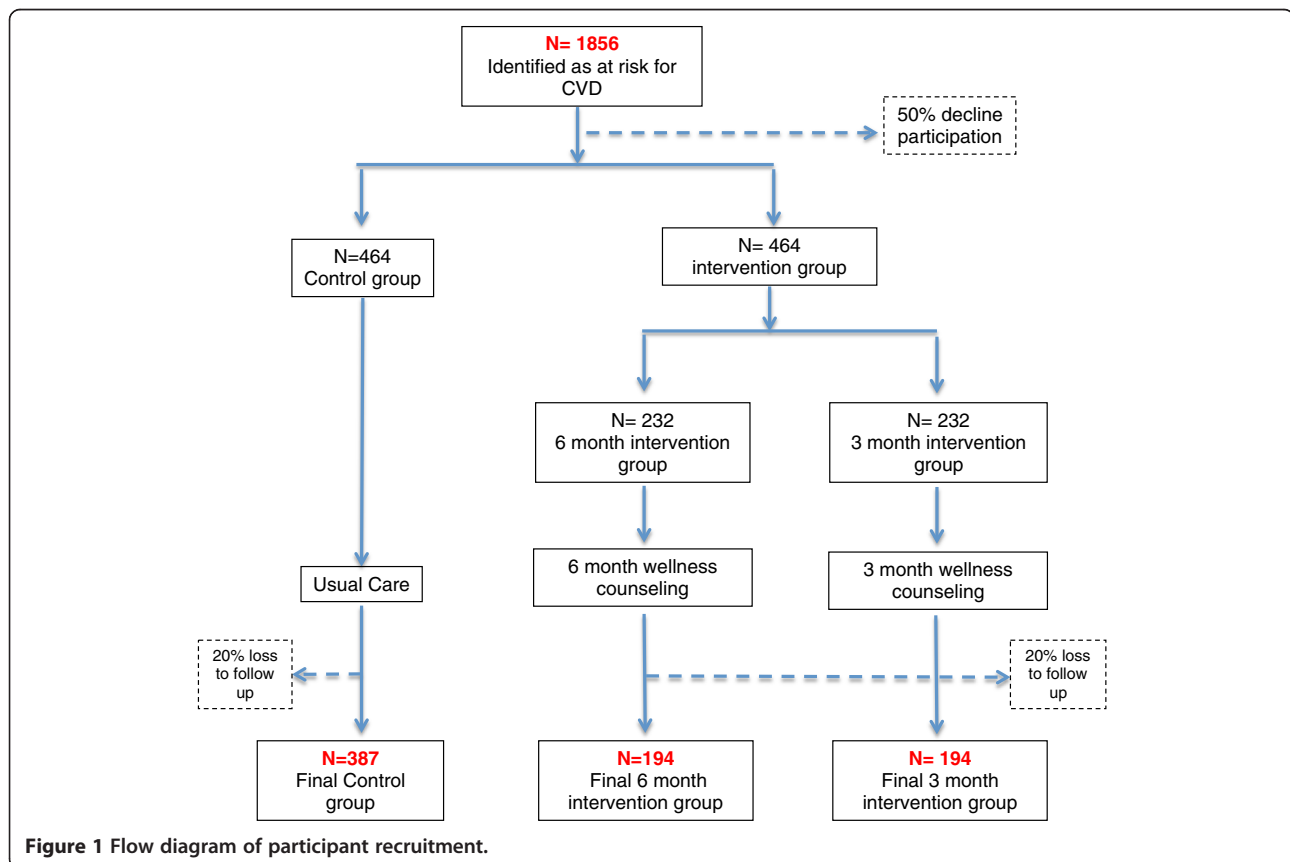 N= 1856
Identified as at risk for
CVD
50% decline
participation
N=464
Control group
N= 464
intervention group
N= 232
6 month intervention
group
N= 232
3 month intervention
group
6 month wellness
counseling
3 month wellness
counseling
Usual Care
20% loss
to follow
up
20% loss
to follow
up
N=387
Final Control
group
N=194
Final 6 month
intervention group
N= 194
Final 3 month
intervention group
Figure 1 Flow diagram of participant recruitment.